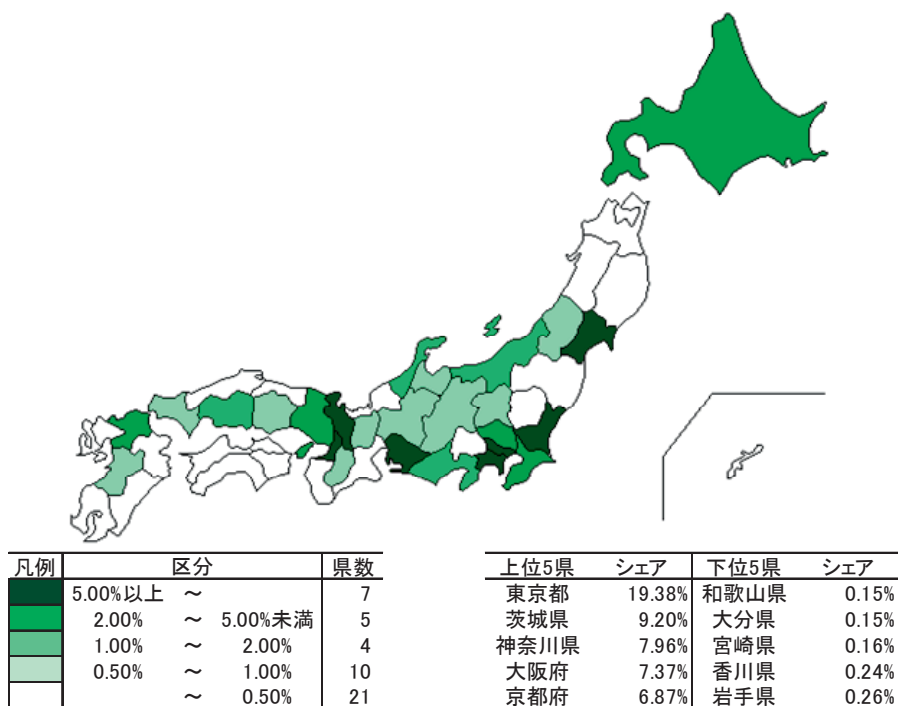 凡例 区分 県数
5.00%以上 ～ 7
2.00% ～ 5.00%未満 5
1.00% ～ 2.00% 4
0.50% ～ 1.00% 10
～ 0.50% 21
上位5県 シェア 下位5県 シェア
東京都 19.38% 和歌山県 0.15%
茨城県 9.20% 大分県 0.15%
神奈川県 7.96% 宮崎県 0.16%
大阪府 7.37% 香川県 0.24%
京都府 6.87% 岩手県 0.26%